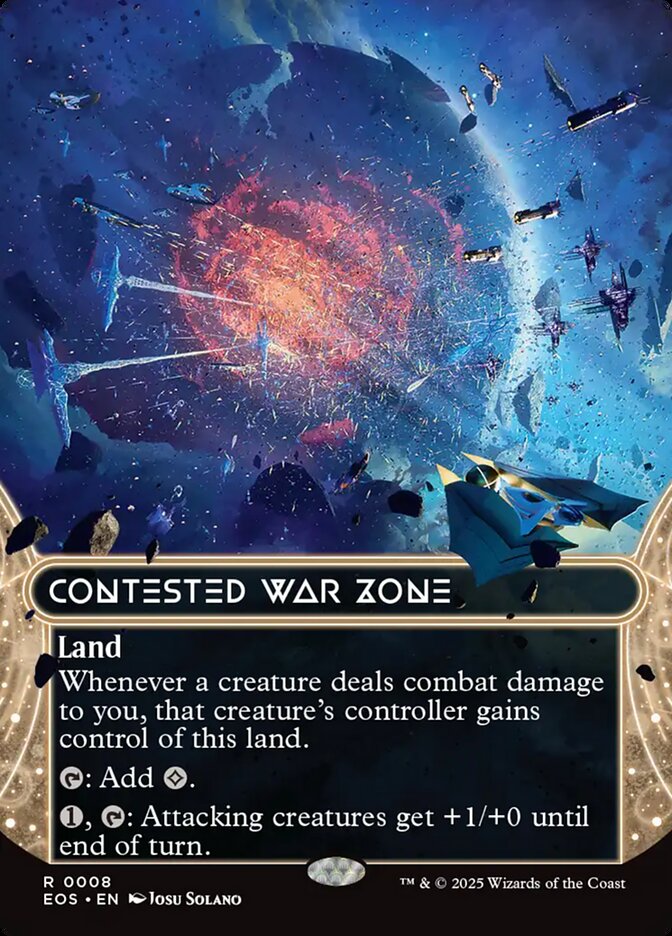 CONTESTED WAR ZONE
Land
Whenever a creature deals combat damage
to you, that creature's controller gains
control of this land.
: Add .
1, : Attacking creatures get +1/+0 until
end of turn.
R 0008
EOS • EN JOSU SOLANO
™ & © 2025 Wizards of the Coast